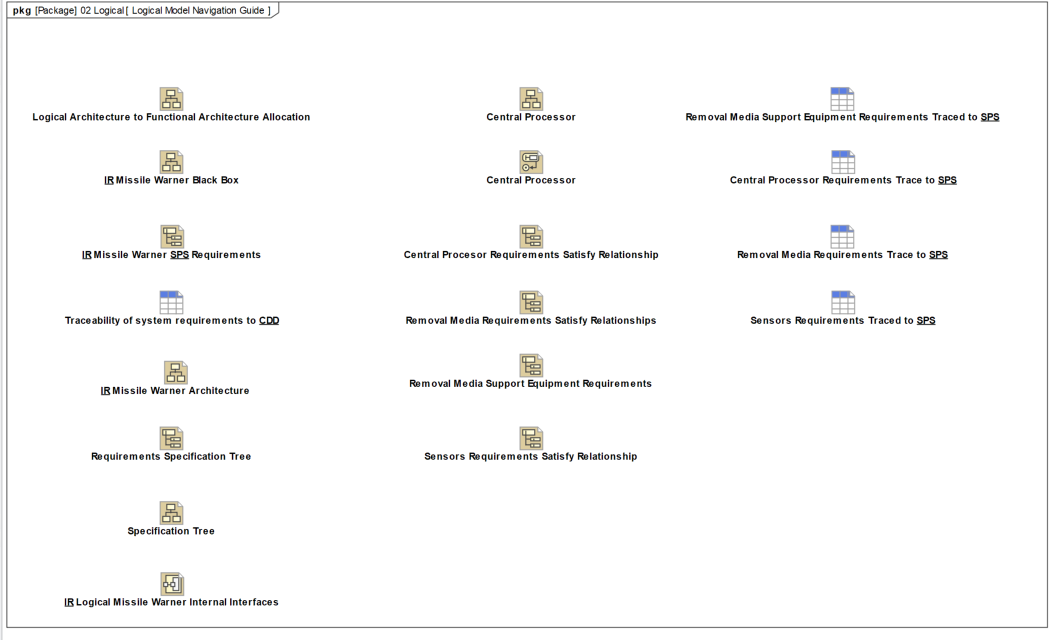 pkg [Package] 02 Logical [ Logical Model Navigation Guide ]
Logical Architecture to Functional Architecture Allocation
IR Missile Warner Black Box
IR Missile Warner SPS Requirements
Traceability of system requirements to CDD
IR Missile Warner Architecture
Requirements Specification Tree
Specification Tree
IR Logical Missile Warner Internal Interfaces
Central Processor
Central Processor
Central Procesor Requirements Satisfy Relationship
Removal Media Requirements Satisfy Relationships
Removal Media Support Equipment Requirements
Sensors Requirements Satisfy Relationship
Removal Media Support Equipment Requirements Traced to SPS
Central Processor Requirements Trace to SPS
Removal Media Requirements Trace to SPS
Sensors Requirements Traced to SPS